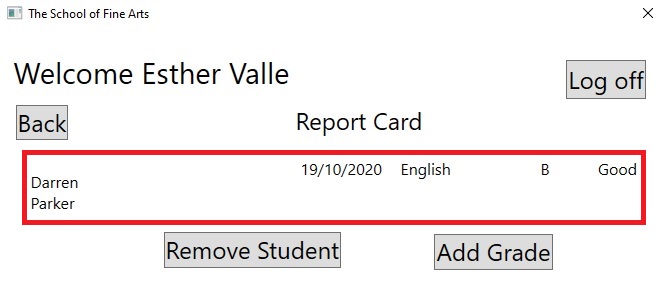 The School of Fine Arts
Welcome Esther Valle
Log off
Back
Report Card
19/10/2020 English B Good
Darren
Parker
Remove Student
Add Grade